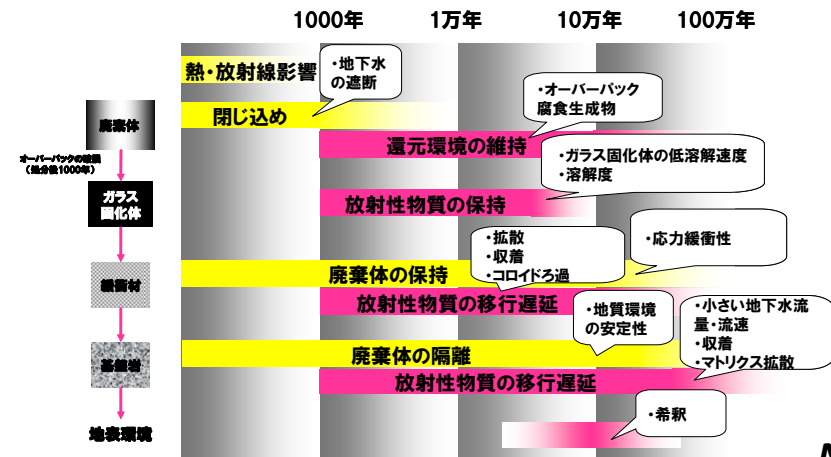 1000年
1万年
10万年
100万年
熱・放射線影響
・地下水
の遮断
閉じ込め
・オーバーパック
腐食生成物
廃棄体
還元環境の維持
オーバーパックの破損
(処分後1000年)
・ガラス固化体の低溶解速度
・溶解度
ガラス
固化体
放射性物質の保持
・拡散
・収着
・コロイドろ過
・応力緩衝性
緩衝材
廃棄体の保持
放射性物質の移行遅延
・地質環境
の安定性
・小さい地下水流
量・流速
・収着
・マトリクス拡散
基盤岩
廃棄体の隔離
放射性物質の移行遅延
・希釈
地表環境